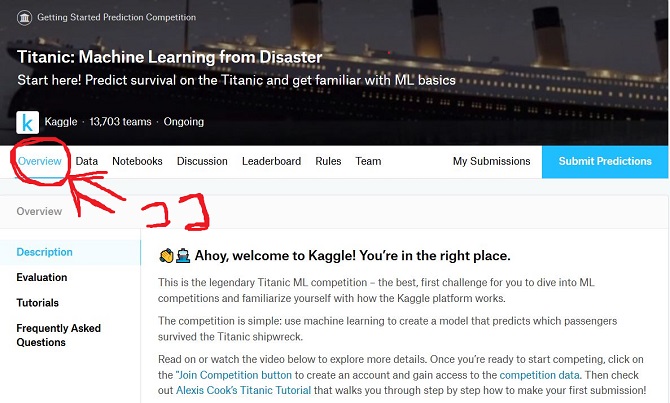 Getting Started Prediction Competition
Titanic: Machine Learning from Disaster
Start here! Predict survival on the Titanic and get familiar with ML basics
k Kaggle · 13,703 teams · Ongoing
Overview Data Notebooks Discussion Leaderboard Rules Team My Submissions Submit Predictions
ココ
Overview
Description
Evaluation
Tutorials
Frequently Asked
Questions
👋🛳️ Ahoy, welcome to Kaggle! You’re in the right place.
This is the legendary Titanic ML competition – the best, first challenge for you to dive into ML
competitions and familiarize yourself with how the Kaggle platform works.
The competition is simple: use machine learning to create a model that predicts which passengers
survived the Titanic shipwreck.
Read on or watch the video below to explore more details. Once you’re ready to start competing, click on
the "Join Competition button to create an account and gain access to the competition data. Then check
out Alexis Cook’s Titanic Tutorial that walks you through step by step how to make your first submission!